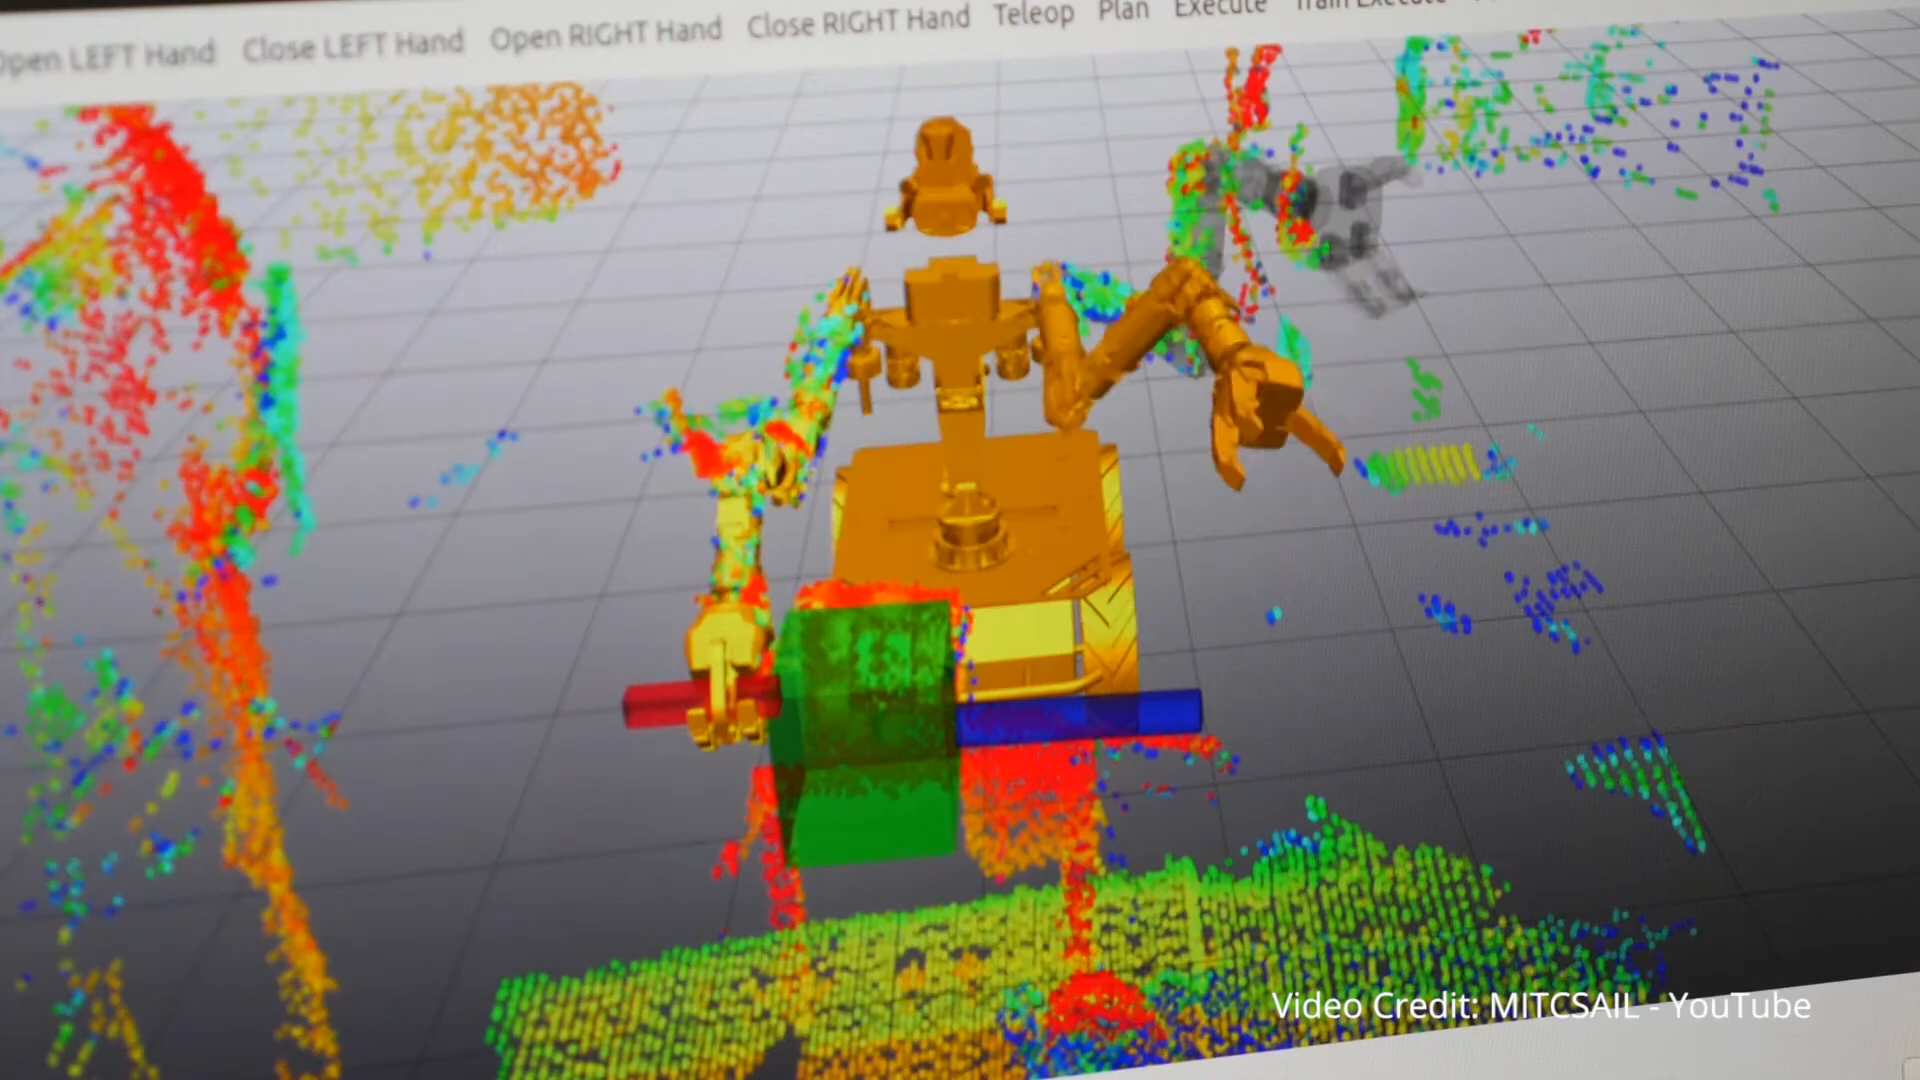 Open LEFT Hand Close LEFT Hand Open RIGHT Hand Close RIGHT Hand Teleop Plan Execute Train Execute
Video Credit: MITCSAIL - YouTube